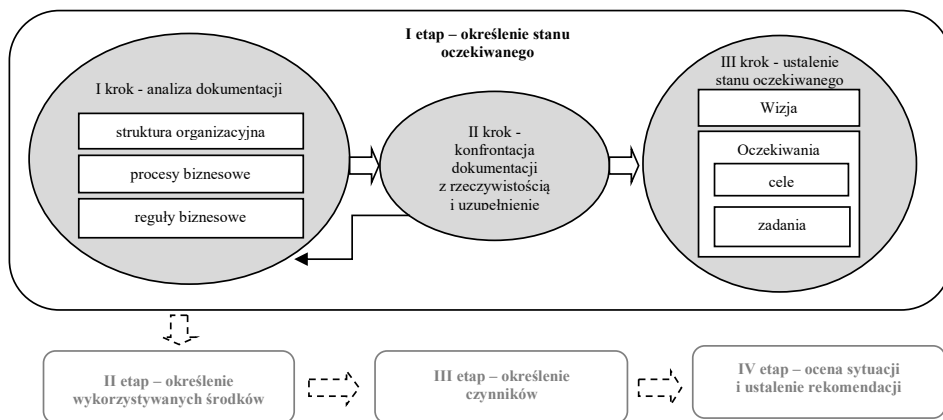 I etap – określenie stanu
oczekiwanego
I krok - analiza dokumentacji
struktura organizacyjna
procesy biznesowe
reguły biznesowe
II krok -
konfrontacja
dokumentacji
z rzeczywistością
i uzupełnienie
III krok - ustalenie
stanu oczekiwanego
Wizja
Oczekiwania
cele
zadania
II etap – określenie
wykorzystywanych środków
III etap – określenie
czynników
IV etap – ocena sytuacji
i ustalenie rekomendacji